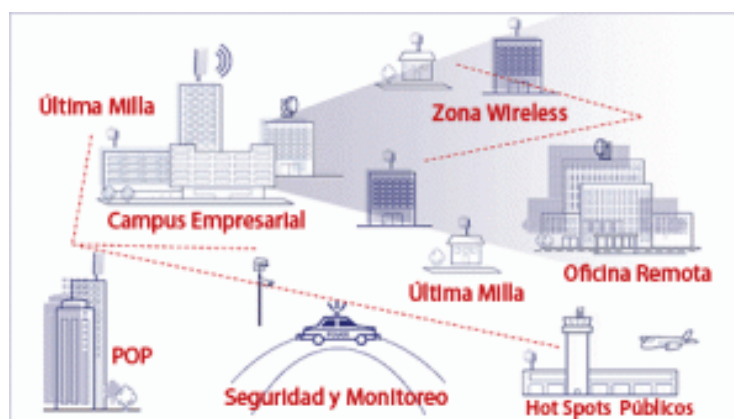 Última Milla
Zona Wireless
Campus Empresarial
Oficina Remota
Última Milla
POP
Seguridad y Monitoreo
Hot Spots Públicos